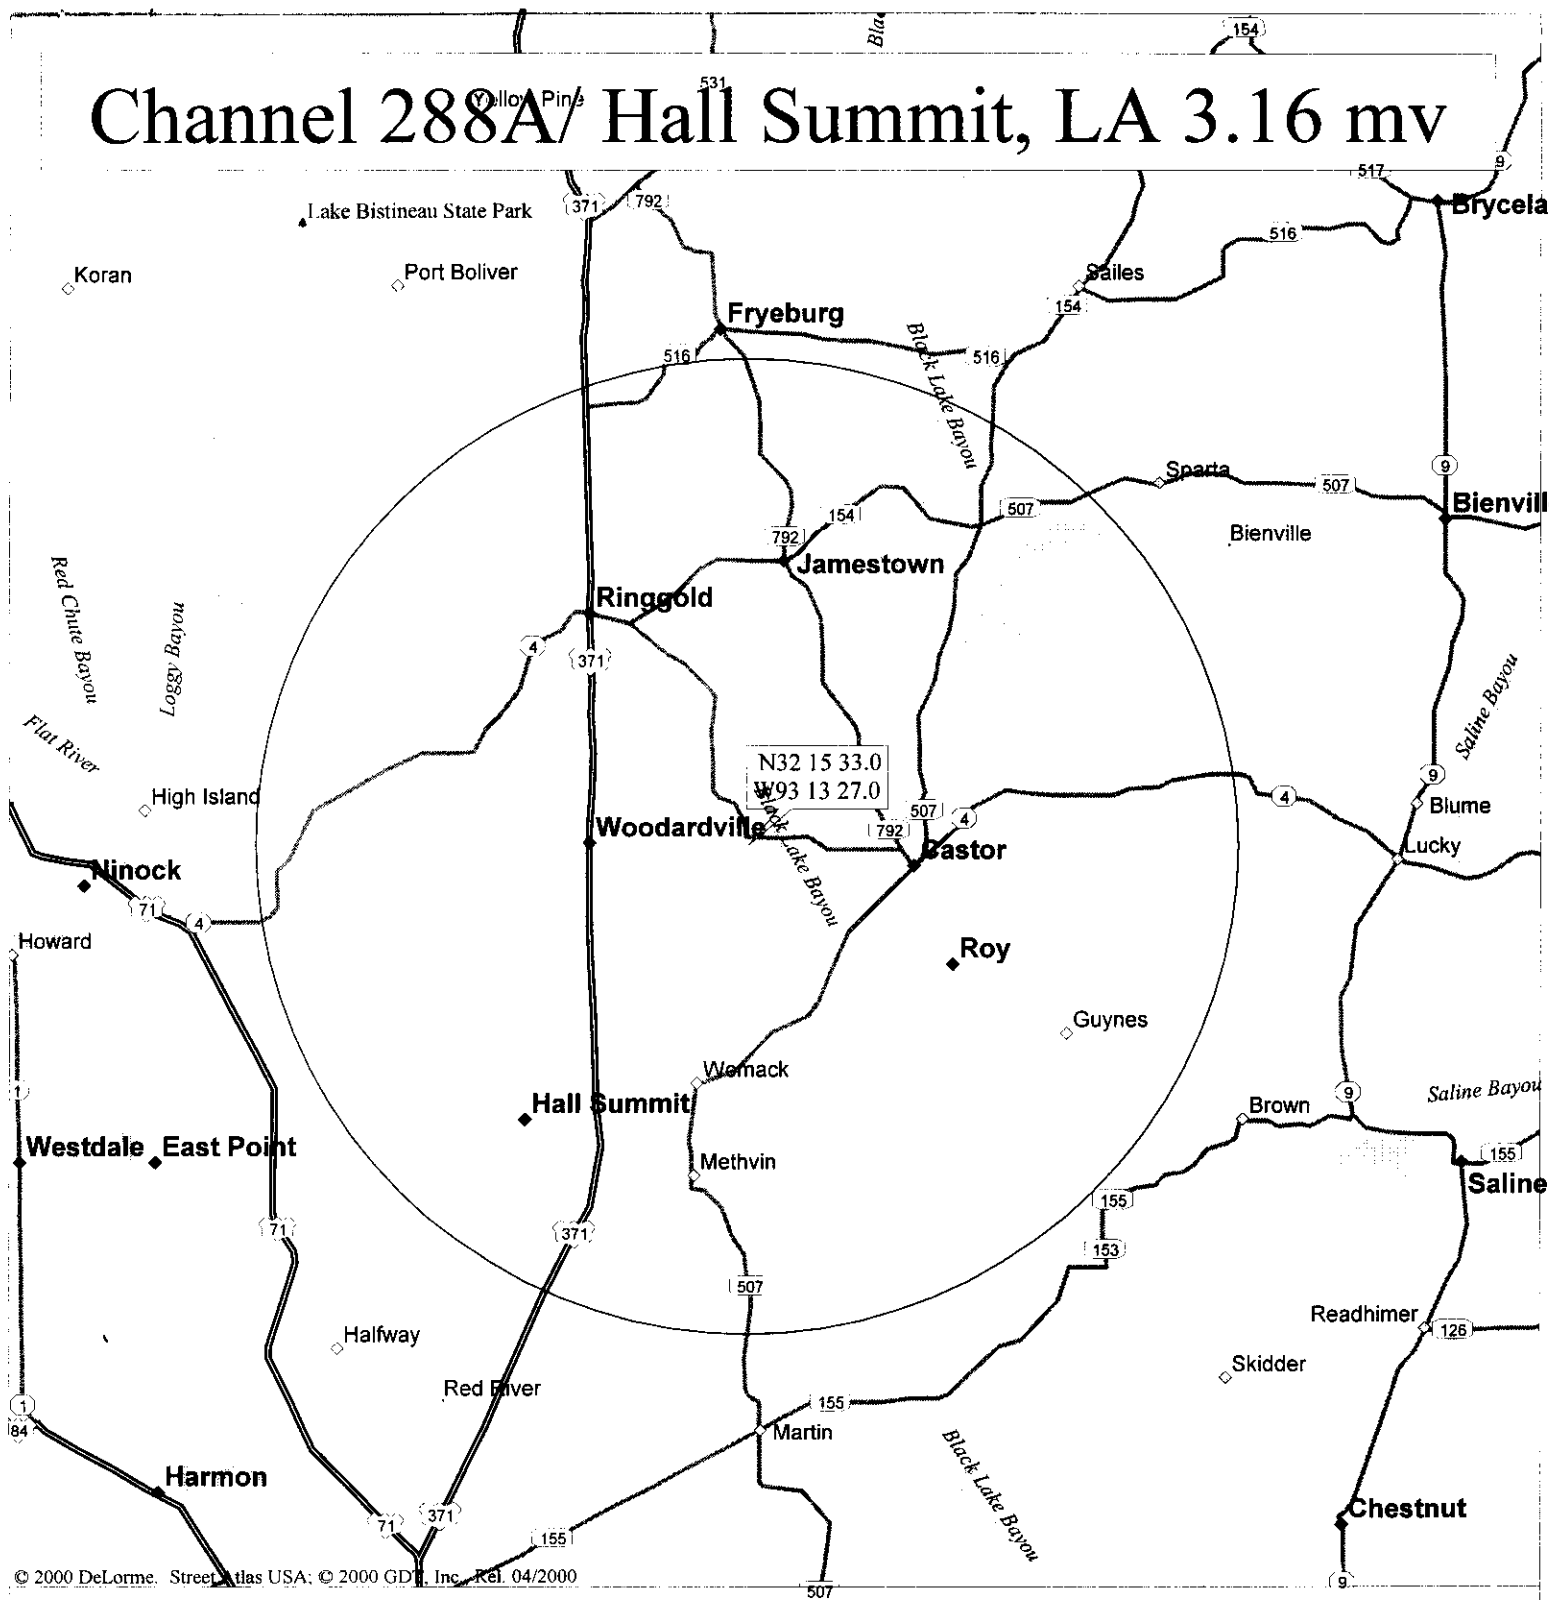 154
Bla
531
Yellow Pine
Channel 288A/ Hall Summit, LA 3.16 mv
9
517
371
792
Brycela
Lake Bistineau State Park
516
Koran
Port Boliver
Sailes
154
Fryeburg
516
516
Black Lake Bayou
9
Sparta
507
507
Bienvill
154
Bienville
792
Jamestown
Red Chute Bayou
Loggy Bayou
Ringgold
4
371
Saline Bayou
Flat River
N32 15 33.0
W93 13 27.0
9
High Island
4
Blume
507
4
Woodardville
792
Black Lake Bayou
Castor
Lucky
Ninock
71
4
Howard
Roy
Guynes
Womack
1
9
Saline Bayou
Hall Summit
Brown
Westdale
East Point
155
Methvin
Saline
155
71
371
153
507
Readhimer
126
Halfway
Skidder
Red River
1
155
84
Martin
Black Lake Bayou
Harmon
Chestnut
371
71
155
© 2000 DeLorme. Street Atlas USA; © 2000 GDT, Inc., Rel. 04/2000
9
507